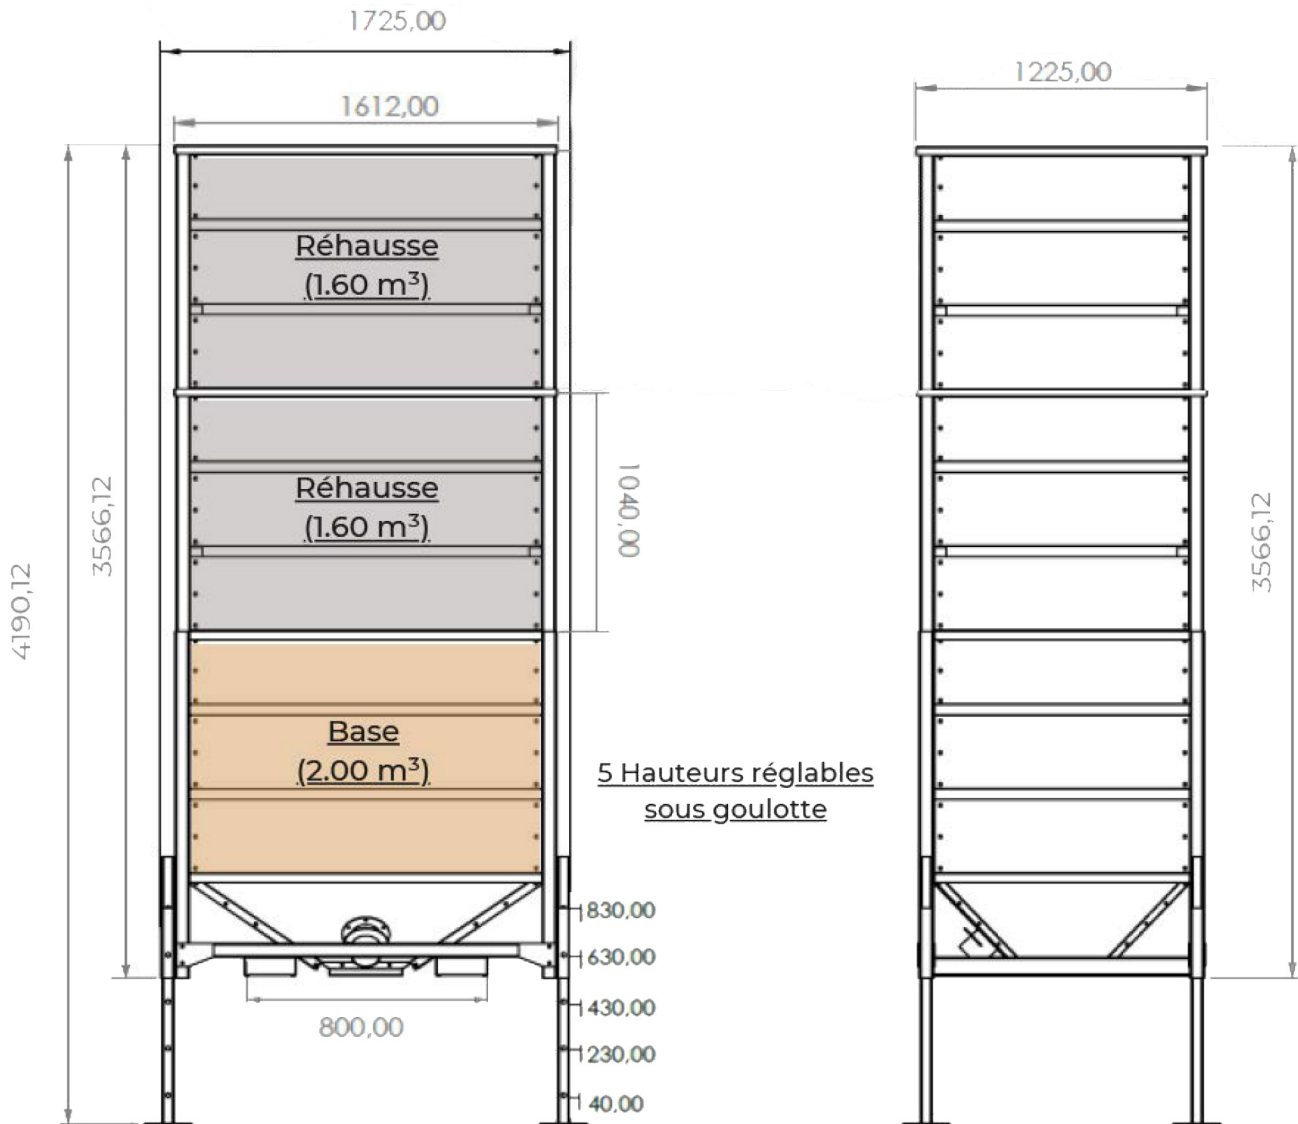 1725,00
1612,00
1225,00
Réhausse
(1.60 m³)
Réhausse
(1.60 m³)
1040,00
3566,12
4190,12
3566,12
Base
(2.00 m³)
5 Hauteurs réglables
sous goulotte
830,00
630,00
430,00
230,00
40,00
800,00